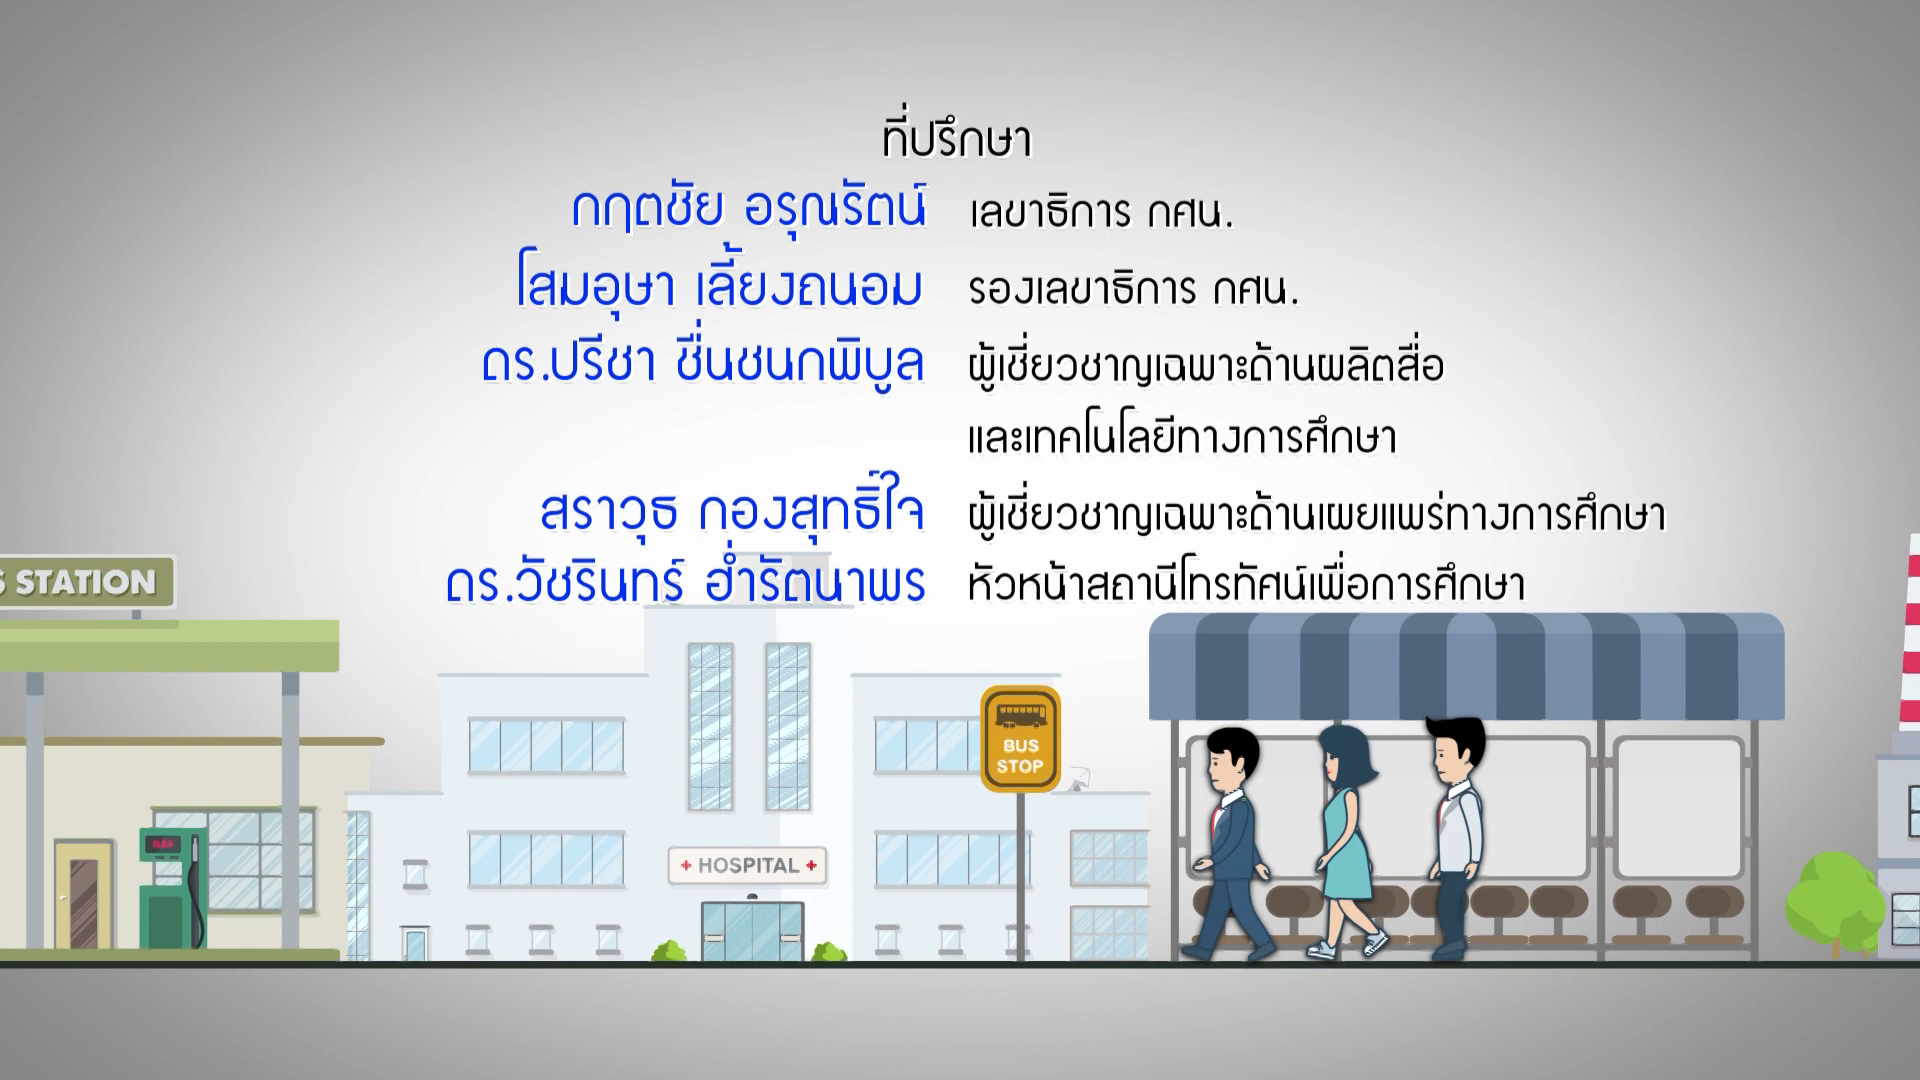 ที่ปรึกษา
กฤตชัย อรุณรัตน์ เลขาธิการ กศน.
โสมอุษา เลี้ยงถนอม รองเลขาธิการ กศน.
ดร.ปรีชา ชื่นชนกพิบูล ผู้เชี่ยวชาญเฉพาะด้านผลิตสื่อ
และเทคโนโลยีทางการศึกษา
สราวุธ กองสุทธิ์ใจ ผู้เชี่ยวชาญเฉพาะด้านเผยแพร่ทางการศึกษา
ดร.วัชรินทร์ ฮ่ำรัตนาพร หัวหน้าสถานีโทรทัศน์เพื่อการศึกษา
S STATION
BUS
STOP
GAS
HOSPITAL